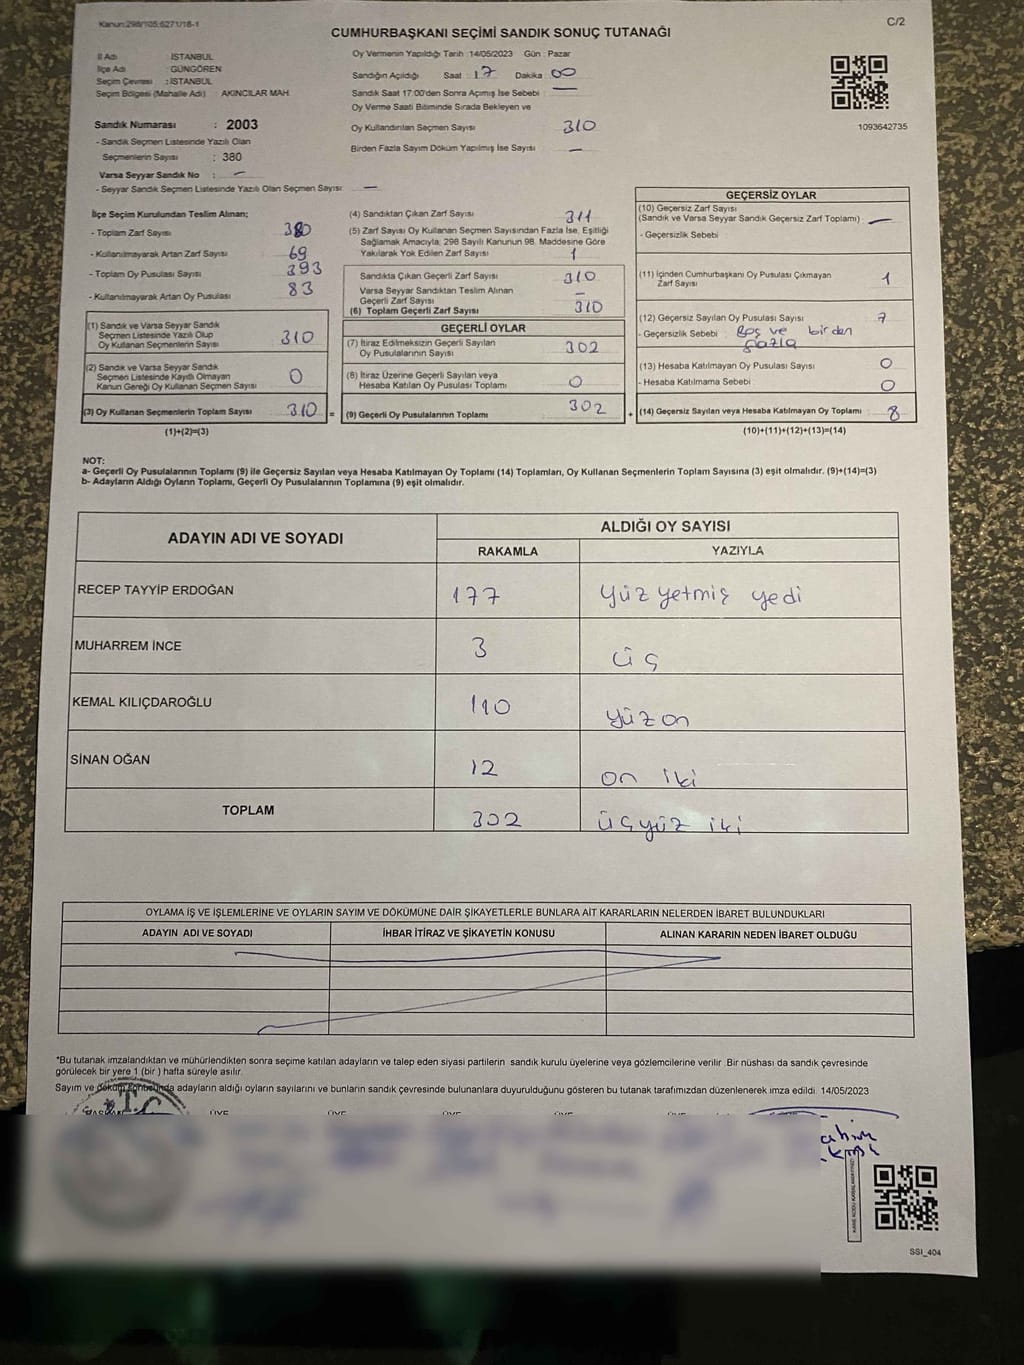 Kanun:298/105;6271/18-1
C/2
CUMHURBAŞKANI SEÇİMİ SANDIK SONUÇ TUTANAĞI
İl Adı : İSTANBUL
İlçe Adı : GÜNGÖREN
Seçim Çevresi : İSTANBUL
Seçim Bölgesi (Mahalle Adı) : AKINCILAR MAH.
Sandık Numarası : 2003
- Sandık Seçmen Listesinde Yazılı Olan
Seçmenlerin Sayısı : 380
Varsa Seyyar Sandık No : —
- Seyyar Sandık Seçmen Listesinde Yazılı Olan Seçmen Sayısı: —
Oy Vermenin Yapıldığı Tarih 14/05/2023 Gün : Pazar
Sandığın Açıldığı Saat : 17 Dakika : 00
Sandık Saat 17:00'den Sonra Açılmış İse Sebebi : —
Oy Verme Saati Bitiminde Sırada Bekleyen ve
Oy Kullandırılan Seçmen Sayısı 310
Birden Fazla Sayım Döküm Yapılmış İse Sayısı —
1093642735
İlçe Seçim Kurulundan Teslim Alınan;
- Toplam Zarf Sayısı 380
- Kullanılmayarak Artan Zarf Sayısı 69
- Toplam Oy Pusulası Sayısı 393
- Kullanılmayarak Artan Oy Pusulası 83
(1) Sandık ve Varsa Seyyar Sandık
Seçmen Listesinde Yazılı Olup
Oy Kullanan Seçmenlerin Sayısı 310
(2) Sandık ve Varsa Seyyar Sandık
Seçmen Listesinde Kayıtlı Olmayan
Kanun Gereği Oy Kullanan Seçmen Sayısı 0
(3) Oy Kullanan Seçmenlerin Toplam Sayısı 310 =
(1)+(2)=(3)
(4) Sandıktan Çıkan Zarf Sayısı 311
(5) Zarf Sayısı Oy Kullanan Seçmen Sayısından Fazla İse, Eşitliği
Sağlamak Amacıyla, 298 Sayılı Kanunun 98. Maddesine Göre
Yakılarak Yok Edilen Zarf Sayısı 1
Sandıkta Çıkan Geçerli Zarf Sayısı 310
Varsa Seyyar Sandıktan Teslim Alınan
Geçerli Zarf Sayısı —
(6) Toplam Geçerli Zarf Sayısı 310
GEÇERLİ OYLAR
(7) İtiraz Edilmeksizin Geçerli Sayılan
Oy Pusulalarının Sayısı 302
(8) İtiraz Üzerine Geçerli Sayılan veya
Hesaba Katılan Oy Pusulası Toplamı 0
(9) Geçerli Oy Pusulalarının Toplamı 302 +
GEÇERSİZ OYLAR
(10) Geçersiz Zarf Sayısı
(Sandık ve Varsa Seyyar Sandık Geçersiz Zarf Toplamı) —
- Geçersizlik Sebebi :
(11) İçinden Cumhurbaşkanı Oy Pusulası Çıkmayan
Zarf Sayısı 1
(12) Geçersiz Sayılan Oy Pusulası Sayısı 7
- Geçersizlik Sebebi : Boş ve birden
fazla
(13) Hesaba Katılmayan Oy Pusulası Sayısı 0
- Hesaba Katılmama Sebebi 0
(14) Geçersiz Sayılan veya Hesaba Katılmayan Oy Toplamı 8
(10)+(11)+(12)+(13)=(14)
NOT:
a- Geçerli Oy Pusulalarının Toplamı (9) ile Geçersiz Sayılan veya Hesaba Katılmayan Oy Toplamı (14) Toplamları, Oy Kullanan Seçmenlerin Toplam Sayısına (3) eşit olmalıdır. (9)+(14)=(3)
b- Adayların Aldığı Oyların Toplamı, Geçerli Oy Pusulalarının Toplamına (9) eşit olmalıdır.
ADAYIN ADI VE SOYADI ALDIĞI OY SAYISI
RAKAMLA YAZIYLA
RECEP TAYYİP ERDOĞAN 177 Yüz yetmiş yedi
MUHARREM İNCE 3 üç
KEMAL KILIÇDAROĞLU 110 yüz on
SİNAN OĞAN 12 on iki
TOPLAM 302 üçyüz iki
OYLAMA İŞ VE İŞLEMLERİNE VE OYLARIN SAYIM VE DÖKÜMÜNE DAİR ŞİKAYETLERLE BUNLARA AİT KARARLARIN NELERDEN İBARET BULUNDUKLARI
ADAYIN ADI VE SOYADI İHBAR İTİRAZ VE ŞİKAYETİN KONUSU ALINAN KARARIN NEDEN İBARET OLDUĞU
*Bu tutanak imzalandıktan ve mühürlendikten sonra seçime katılan adayların ve talep eden siyasi partilerin sandık kurulu üyelerine veya gözlemcilerine verilir. Bir nüshası da sandık çevresinde
görülecek bir yere 1 (bir) hafta süreyle asılır.
Sayım ve döküm sonucunda adayların aldığı oyların sayılarını ve bunların sandık çevresinde bulunanlara duyurulduğunu gösteren bu tutanak tarafımızdan düzenlenerek imza edildi. 14/05/2023
T.C.
ÜYE ÜYE ÜYE ÜYE ÜYE
SSI_404